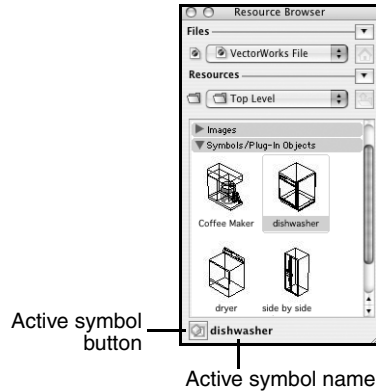 Resource Browser
Files
VectorWorks File
Resources
Top Level
Images
Symbols/Plug-In Objects
Coffee Maker
dishwasher
dryer
side by side
Active symbol
button
dishwasher
Active symbol name